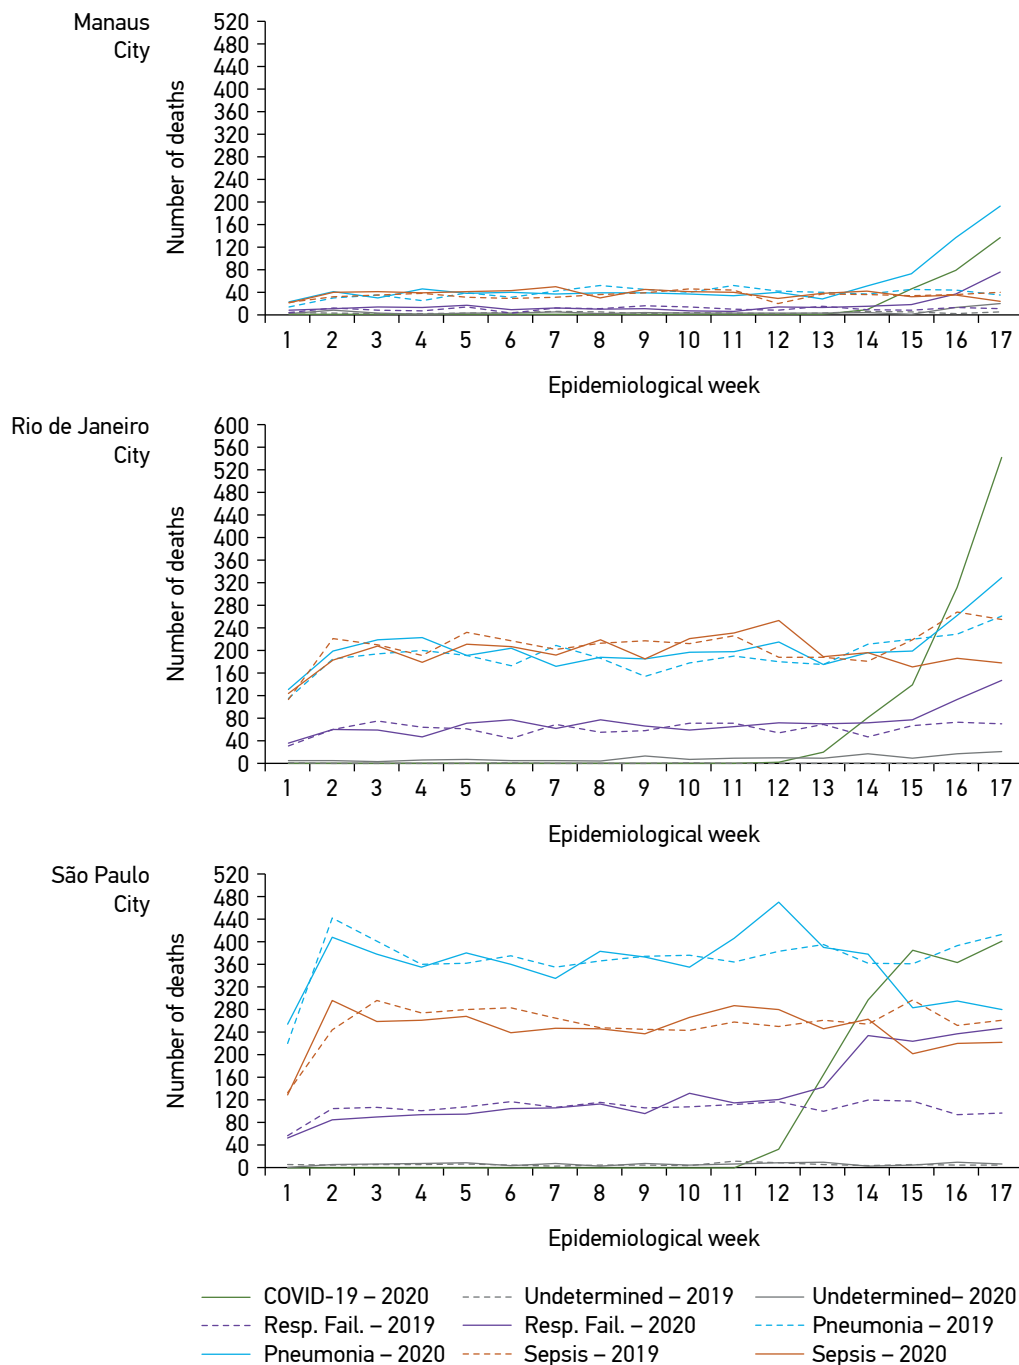 Manaus
City
Number of deaths
520
480
440
400
360
320
280
240
200
160
120
80
40
0
1 2 3 4 5 6 7 8 9 10 11 12 13 14 15 16 17
Epidemiological week
Rio de Janeiro
City
Number of deaths
600
560
520
480
440
400
360
320
280
240
200
160
120
80
40
0
1 2 3 4 5 6 7 8 9 10 11 12 13 14 15 16 17
Epidemiological week
São Paulo
City
Number of deaths
520
480
440
400
360
320
280
240
200
160
120
80
40
0
1 2 3 4 5 6 7 8 9 10 11 12 13 14 15 16 17
Epidemiological week
COVID-19 – 2020 Undetermined – 2019 Undetermined– 2020
Resp. Fail. – 2019 Resp. Fail. – 2020 Pneumonia – 2019
Pneumonia – 2020 Sepsis – 2019 Sepsis – 2020